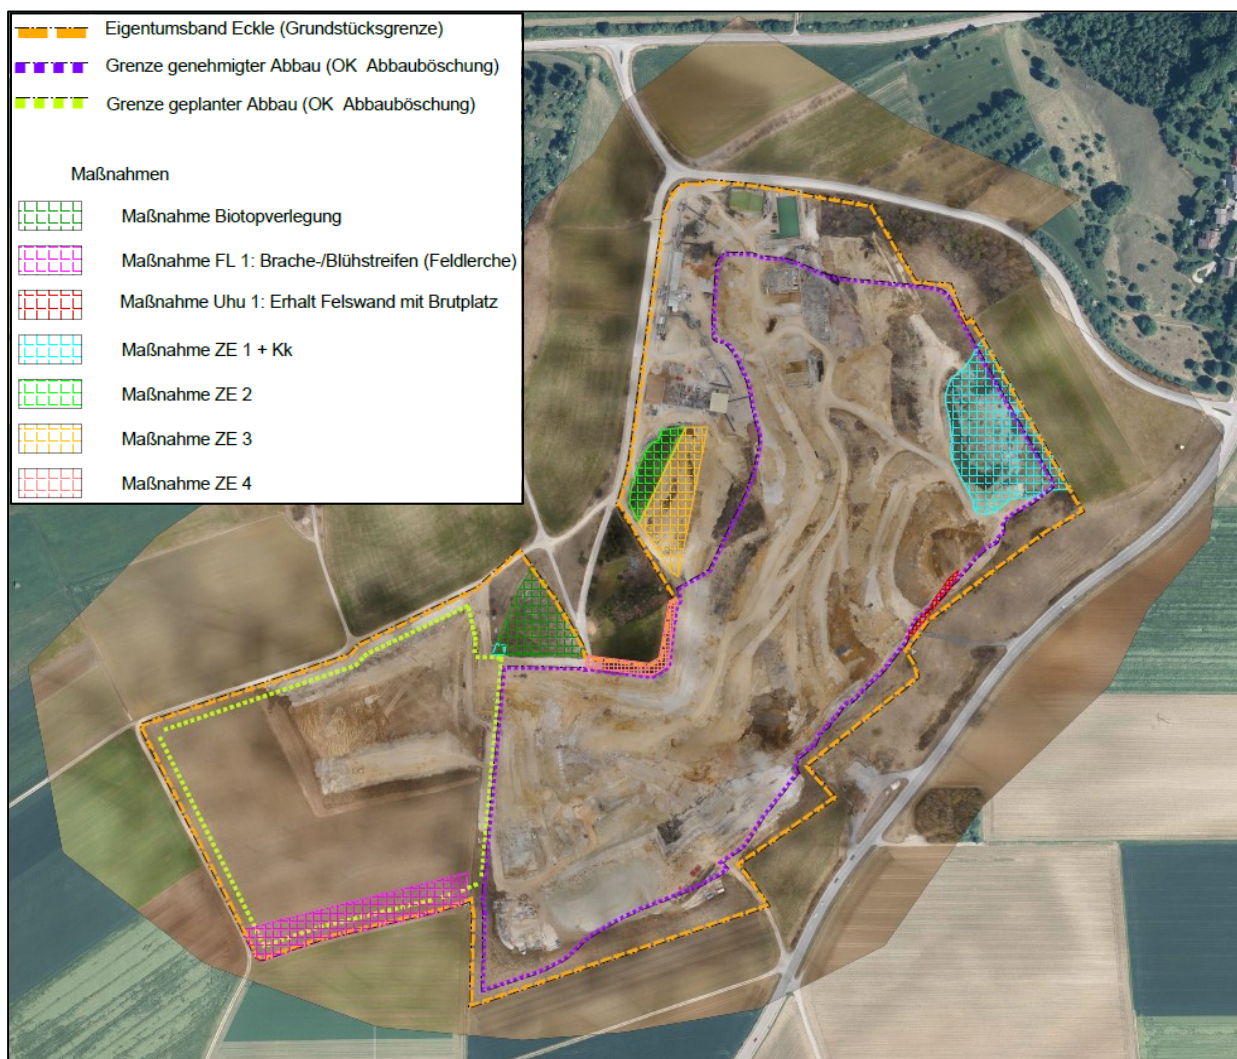 Eigentumsband Eckle (Grundstücksgrenze)
Grenze genehmigter Abbau (OK Abbauböschung)
Grenze geplanter Abbau (OK Abbauböschung)
Maßnahmen
Maßnahme Biotopverlegung
Maßnahme FL 1: Brache-/Blühstreifen (Feldlerche)
Maßnahme Uhu 1: Erhalt Felswand mit Brutplatz
Maßnahme ZE 1 + Kk
Maßnahme ZE 2
Maßnahme ZE 3
Maßnahme ZE 4